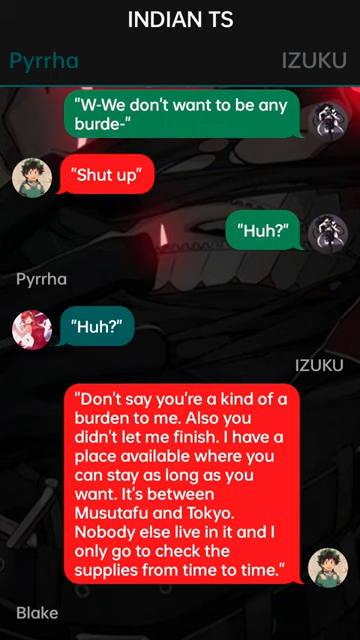 INDIAN TS
Pyrrha
IZUKU
"W-We don't want to be any
burde-"
"Shut up"
"Huh?"
Pyrrha
"Huh?"
IZUKU
"Don't say you're a kind of a
burden to me. Also you
didn't let me finish. I have a
place available where you
can stay as long as you
want. It's between
Musutafu and Tokyo.
Nobody else live in it and I
only go to check the
supplies from time to time."
Blake